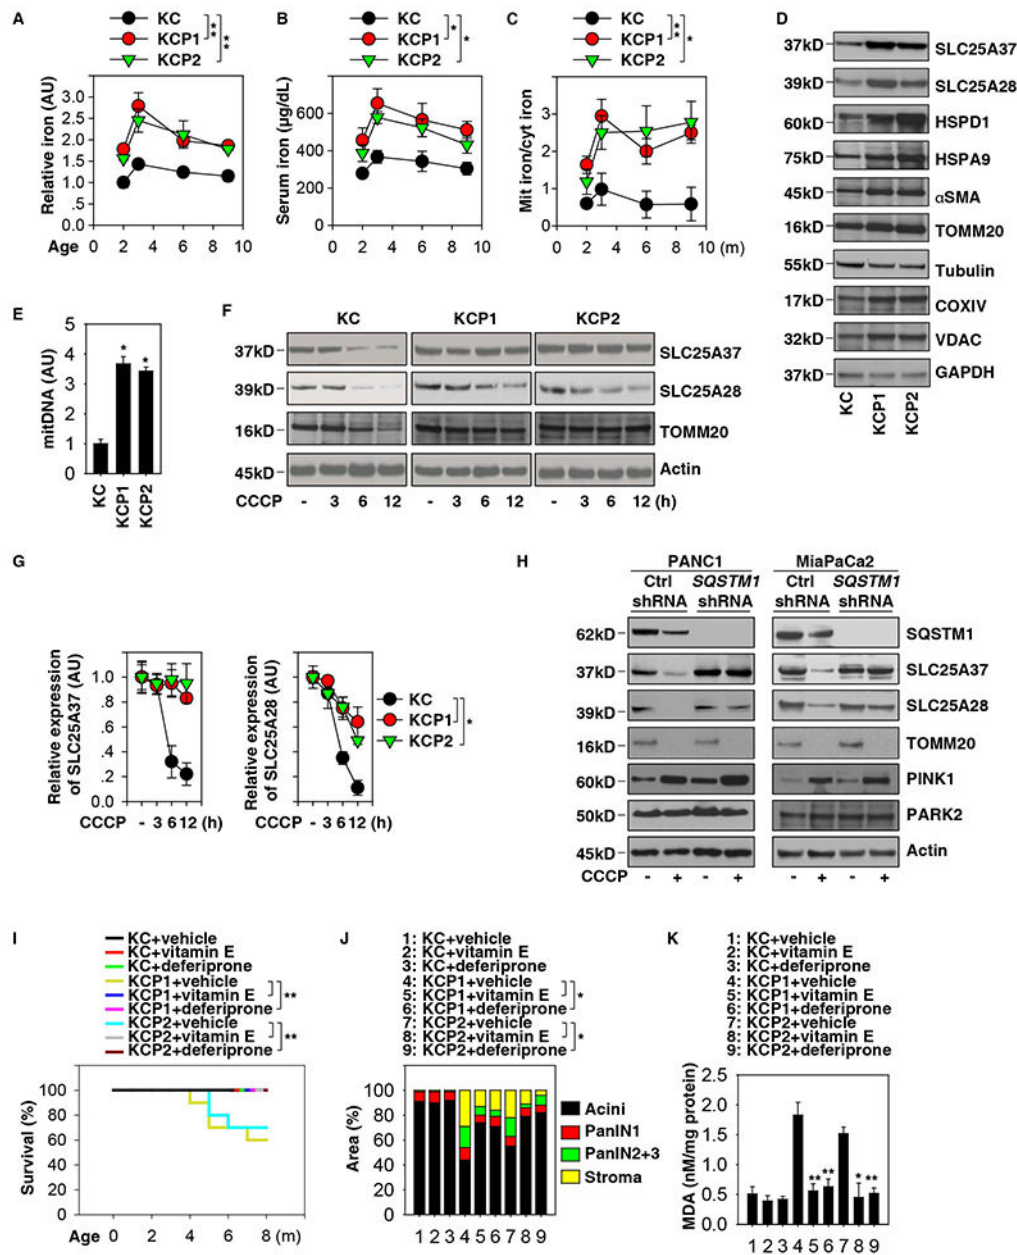 A
KC
KCP1
KCP2
**
**
Relative iron (AU)
3.0
2.5
2.0
1.5
1.0
.5
0
Age 0 2 4 6 8 10
B
KC
KCP1
KCP2
*
*
Serum iron (µg/dL)
600
400
200
0
0 2 4 6 8 10
C
KC
KCP1
KCP2
**
*
Mit iron/cyt iron
3
2
1
0
0 2 4 6 8 10 (m)
D
37kD SLC25A37
39kD SLC25A28
60kD HSPD1
75kD HSPA9
45kD αSMA
16kD TOMM20
55kD Tubulin
17kD COXIV
32kD VDAC
37kD GAPDH
KC KCP1 KCP2
E
mitDNA (AU)
5
4
3
2
1
0
* *
KC KCP1 KCP2
F
KC KCP1 KCP2
37kD SLC25A37
39kD SLC25A28
16kD TOMM20
45kD Actin
CCCP - 3 6 12 - 3 6 12 - 3 6 12 (h)
G
Relative expression
of SLC25A37 (AU)
1.0
.8
.6
.4
.2
0.0
CCCP - 3 6 12 (h)
Relative expression
of SLC25A28 (AU)
CCCP - 3 6 12 (h)
KC
KCP1
KCP2
*
H
PANC1 MiaPaCa2
Ctrl SQSTM1 Ctrl SQSTM1
shRNA shRNA shRNA shRNA
62kD SQSTM1
37kD SLC25A37
39kD SLC25A28
16kD TOMM20
60kD PINK1
50kD PARK2
45kD Actin
CCCP - + - + - + - +
I
KC+vehicle
KC+vitamin E
KC+deferiprone
KCP1+vehicle
KCP1+vitamin E
KCP1+deferiprone
KCP2+vehicle
KCP2+vitamin E
KCP2+deferiprone
**
**
Survival (%)
100
80
60
40
20
0
Age 0 2 4 6 8 (m)
J
1: KC+vehicle
2: KC+vitamin E
3: KC+deferiprone
4: KCP1+vehicle
5: KCP1+vitamin E
6: KCP1+deferiprone
7: KCP2+vehicle
8: KCP2+vitamin E
9: KCP2+deferiprone
*
*
Area (%)
100
80
60
40
20
0
1 2 3 4 5 6 7 8 9
Acini
PanIN1
PanIN2+3
Stroma
K
1: KC+vehicle
2: KC+vitamin E
3: KC+deferiprone
4: KCP1+vehicle
5: KCP1+vitamin E
6: KCP1+deferiprone
7: KCP2+vehicle
8: KCP2+vitamin E
9: KCP2+deferiprone
MDA (nM/mg protein)
2.5
2.0
1.5
1.0
0.5
0.0
** ** * **
1 2 3 4 5 6 7 8 9